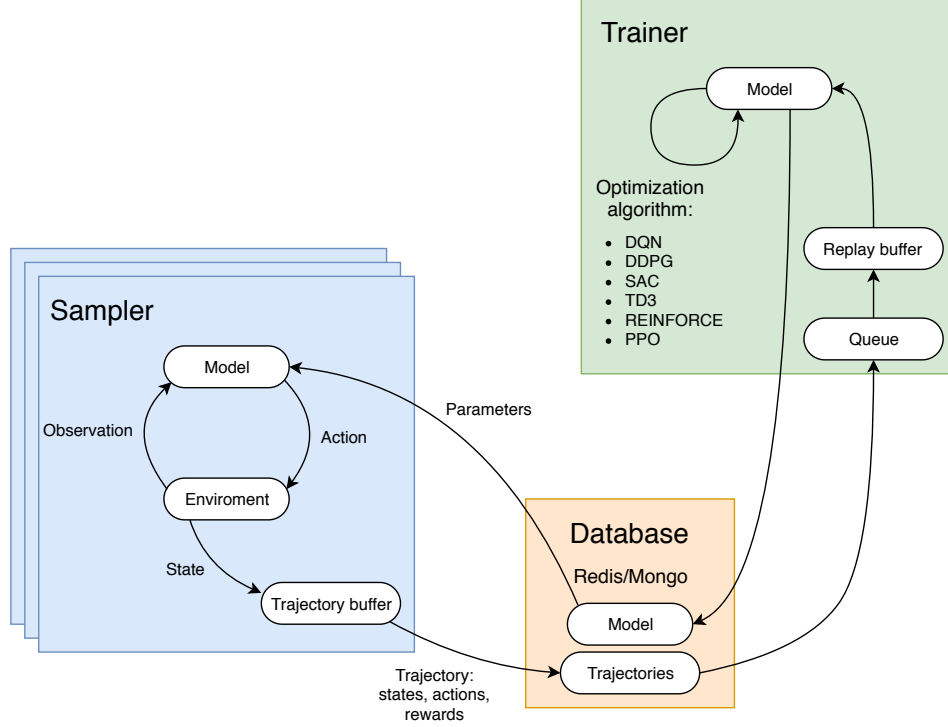 Trainer
Model
Optimization
algorithm:
• DQN
• DDPG
• SAC
• TD3
• REINFORCE
• PPO
Replay buffer
Queue
Sampler
Model
Observation
Action
Enviroment
State
Trajectory buffer
Parameters
Trajectory:
states, actions,
rewards
Database
Redis/Mongo
Model
Trajectories